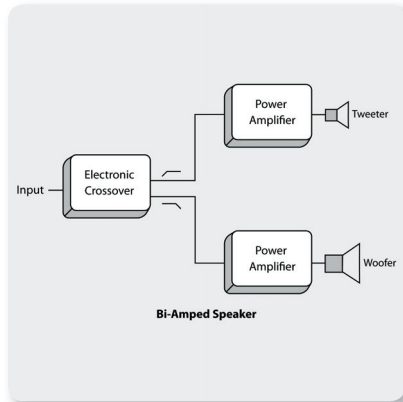 Power
Amplifier
Tweeter
Electronic
Crossover
Input
Power
Amplifier
Woofer
Bi-Amped Speaker